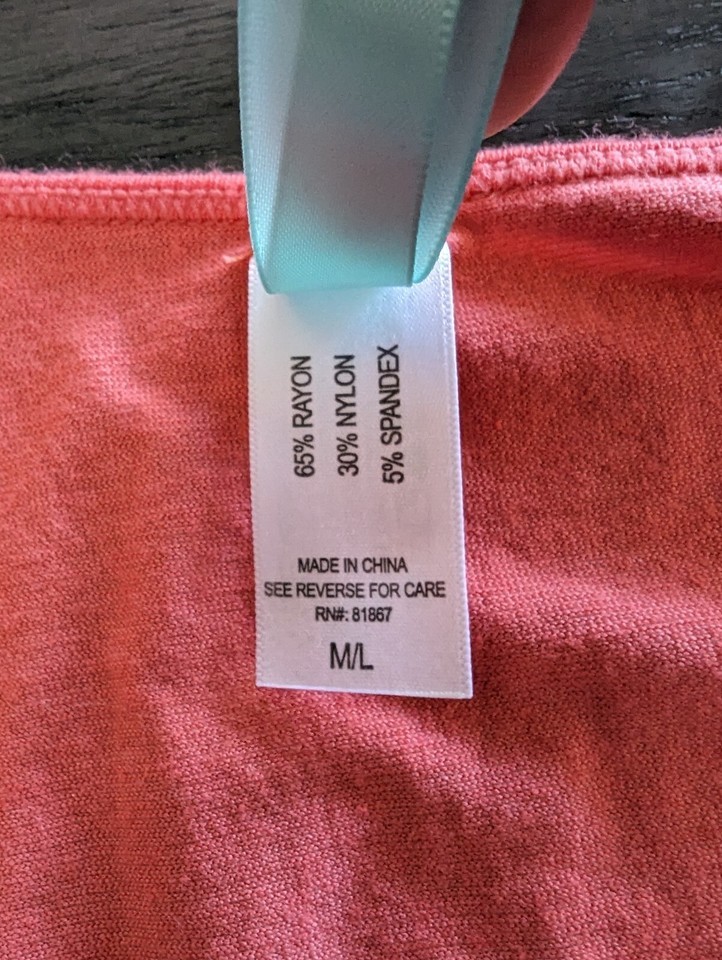 65% RAYON
30% NYLON
5% SPANDEX
MADE IN CHINA
SEE REVERSE FOR CARE
RN#: 81867
M/L